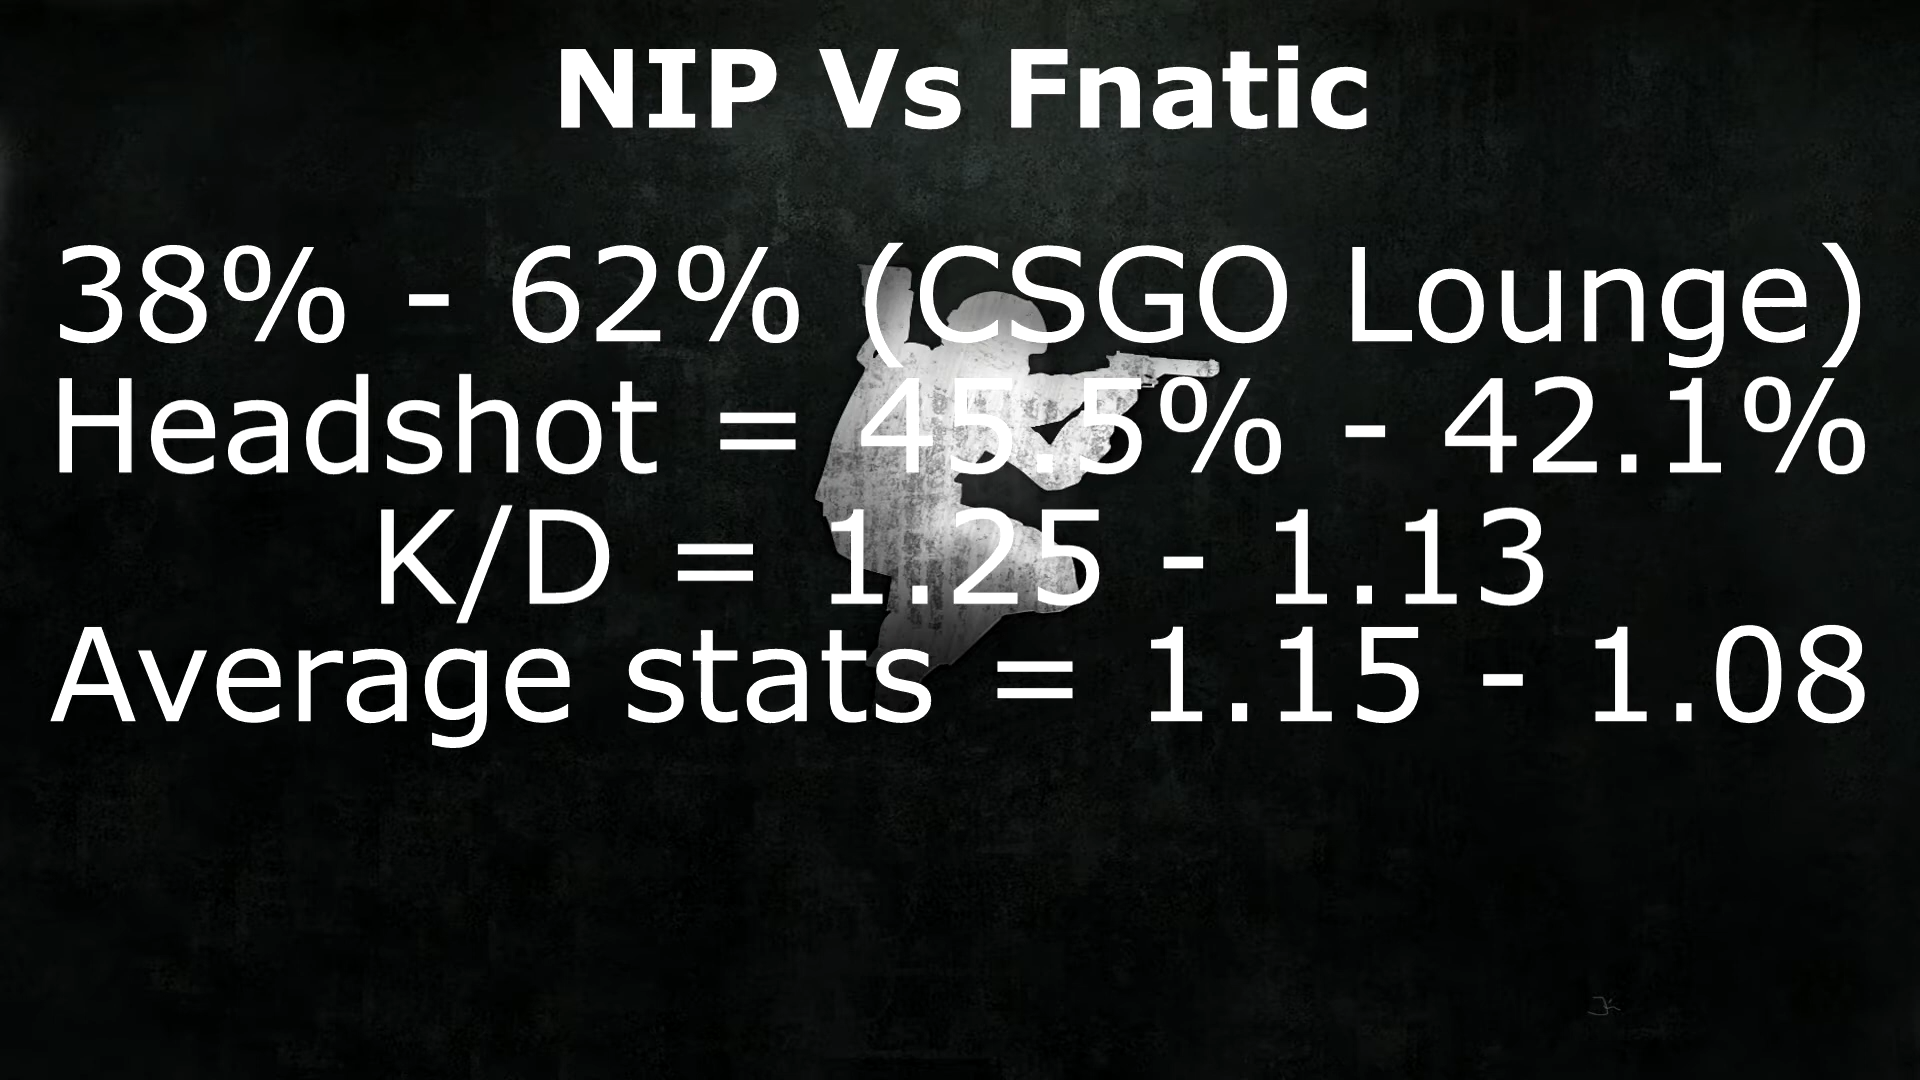 NIP Vs Fnatic
38% - 62% (CSGO Lounge)
Headshot = 45.5% - 42.1%
K/D = 1.25 - 1.13
Average stats = 1.15 - 1.08